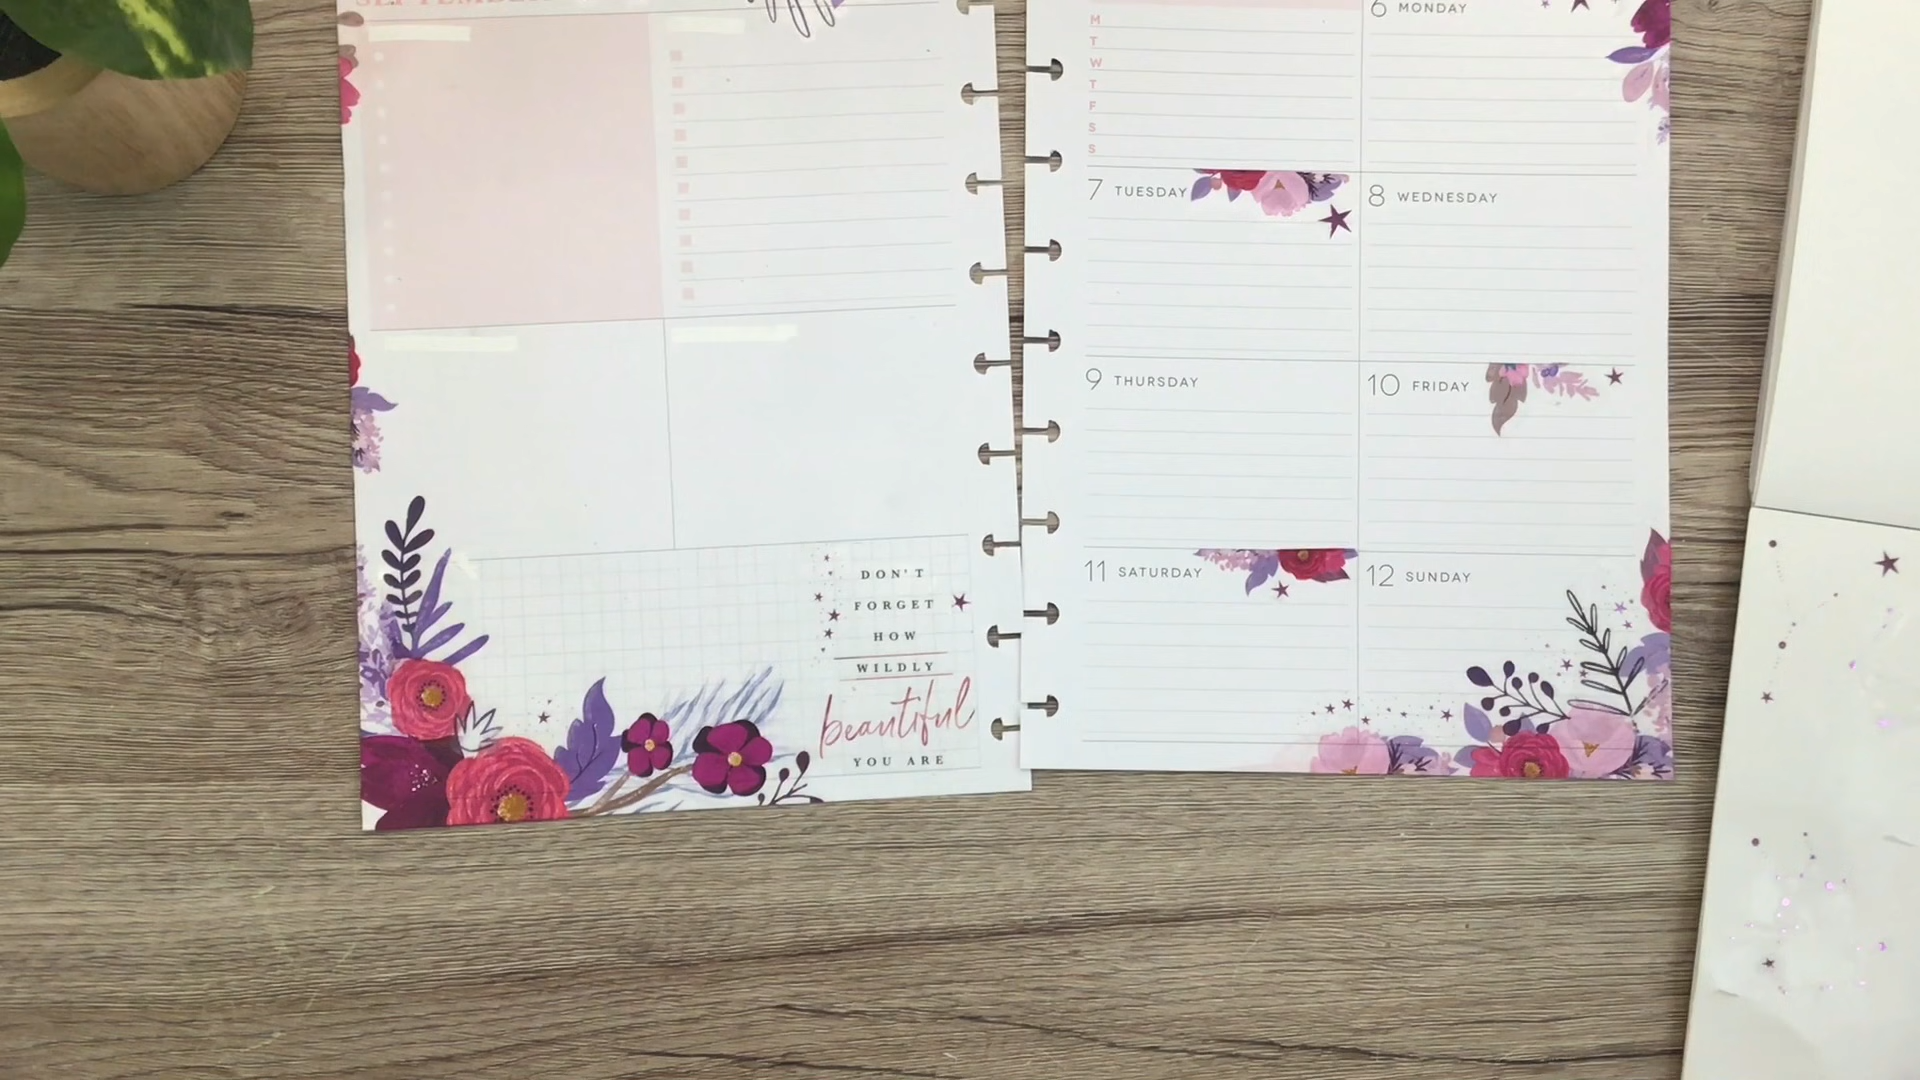 SEPTEMBER
DON'T
FORGET
HOW
WILDLY
beautiful
YOU ARE
M
T
W
T
F
S
S
6 MONDAY
7 TUESDAY
8 WEDNESDAY
9 THURSDAY
10 FRIDAY
11 SATURDAY
12 SUNDAY